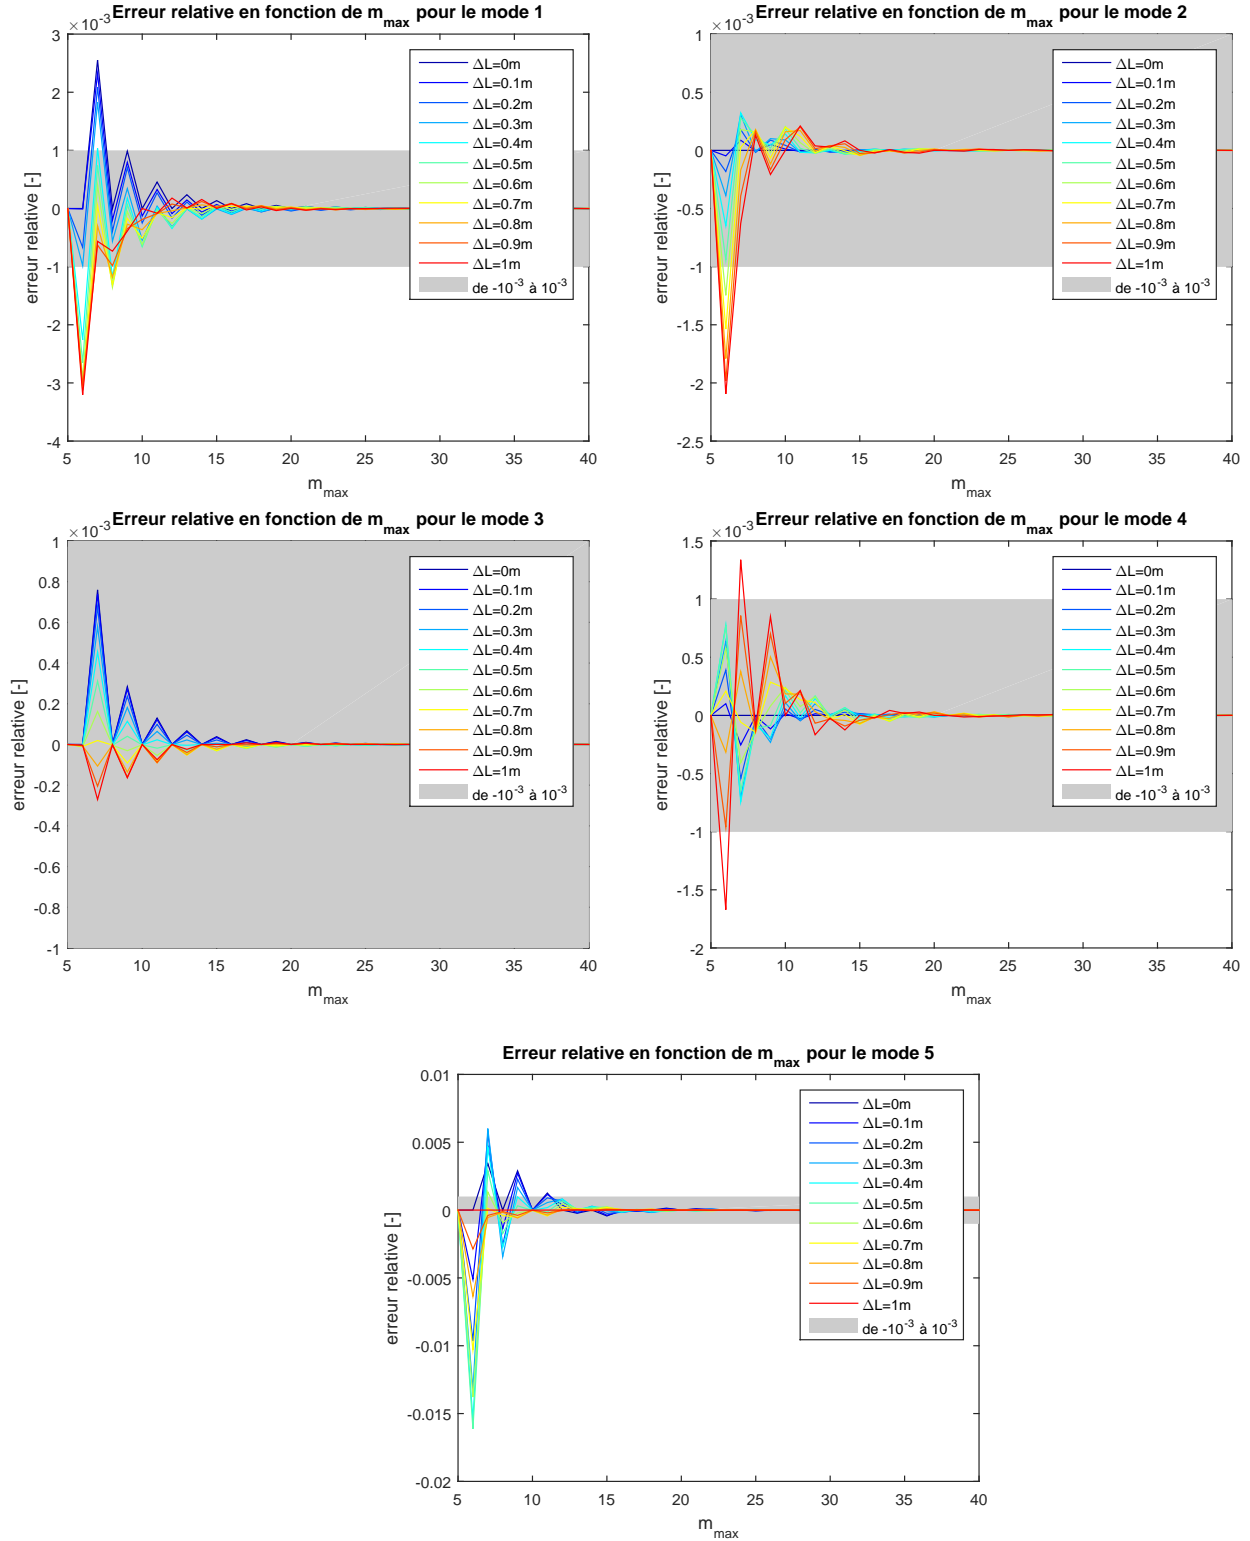 Erreur relative en fonction de m_max pour le mode 1
×10^-3
3
2
1
0
-1
-2
-3
-4
5 10 15 20 25 30 35 40
m_max
erreur relative [-]
ΔL=0m
ΔL=0.1m
ΔL=0.2m
ΔL=0.3m
ΔL=0.4m
ΔL=0.5m
ΔL=0.6m
ΔL=0.7m
ΔL=0.8m
ΔL=0.9m
ΔL=1m
de -10^-3 à 10^-3
Erreur relative en fonction de m_max pour le mode 2
×10^-3
1
0.5
0
-0.5
-1
-1.5
-2
-2.5
5 10 15 20 25 30 35 40
m_max
erreur relative [-]
ΔL=0m
ΔL=0.1m
ΔL=0.2m
ΔL=0.3m
ΔL=0.4m
ΔL=0.5m
ΔL=0.6m
ΔL=0.7m
ΔL=0.8m
ΔL=0.9m
ΔL=1m
de -10^-3 à 10^-3
Erreur relative en fonction de m_max pour le mode 3
×10^-3
1
0.8
0.6
0.4
0.2
0
-0.2
-0.4
-0.6
-0.8
-1
5 10 15 20 25 30 35 40
m_max
erreur relative [-]
ΔL=0m
ΔL=0.1m
ΔL=0.2m
ΔL=0.3m
ΔL=0.4m
ΔL=0.5m
ΔL=0.6m
ΔL=0.7m
ΔL=0.8m
ΔL=0.9m
ΔL=1m
de -10^-3 à 10^-3
Erreur relative en fonction de m_max pour le mode 4
×10^-3
1.5
1
0.5
0
-0.5
-1
-1.5
-2
5 10 15 20 25 30 35 40
m_max
erreur relative [-]
ΔL=0m
ΔL=0.1m
ΔL=0.2m
ΔL=0.3m
ΔL=0.4m
ΔL=0.5m
ΔL=0.6m
ΔL=0.7m
ΔL=0.8m
ΔL=0.9m
ΔL=1m
de -10^-3 à 10^-3
Erreur relative en fonction de m_max pour le mode 5
0.01
0.005
0
-0.005
-0.01
-0.015
-0.02
5 10 15 20 25 30 35 40
m_max
erreur relative [-]
ΔL=0m
ΔL=0.1m
ΔL=0.2m
ΔL=0.3m
ΔL=0.4m
ΔL=0.5m
ΔL=0.6m
ΔL=0.7m
ΔL=0.8m
ΔL=0.9m
ΔL=1m
de -10^-3 à 10^-3